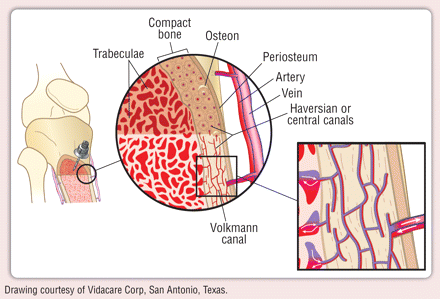 Compact
bone
Osteon
Trabeculae
Periosteum
Artery
Vein
Haversian or
central canals
Volkmann
canal
Drawing courtesy of Vidacare Corp, San Antonio, Texas.